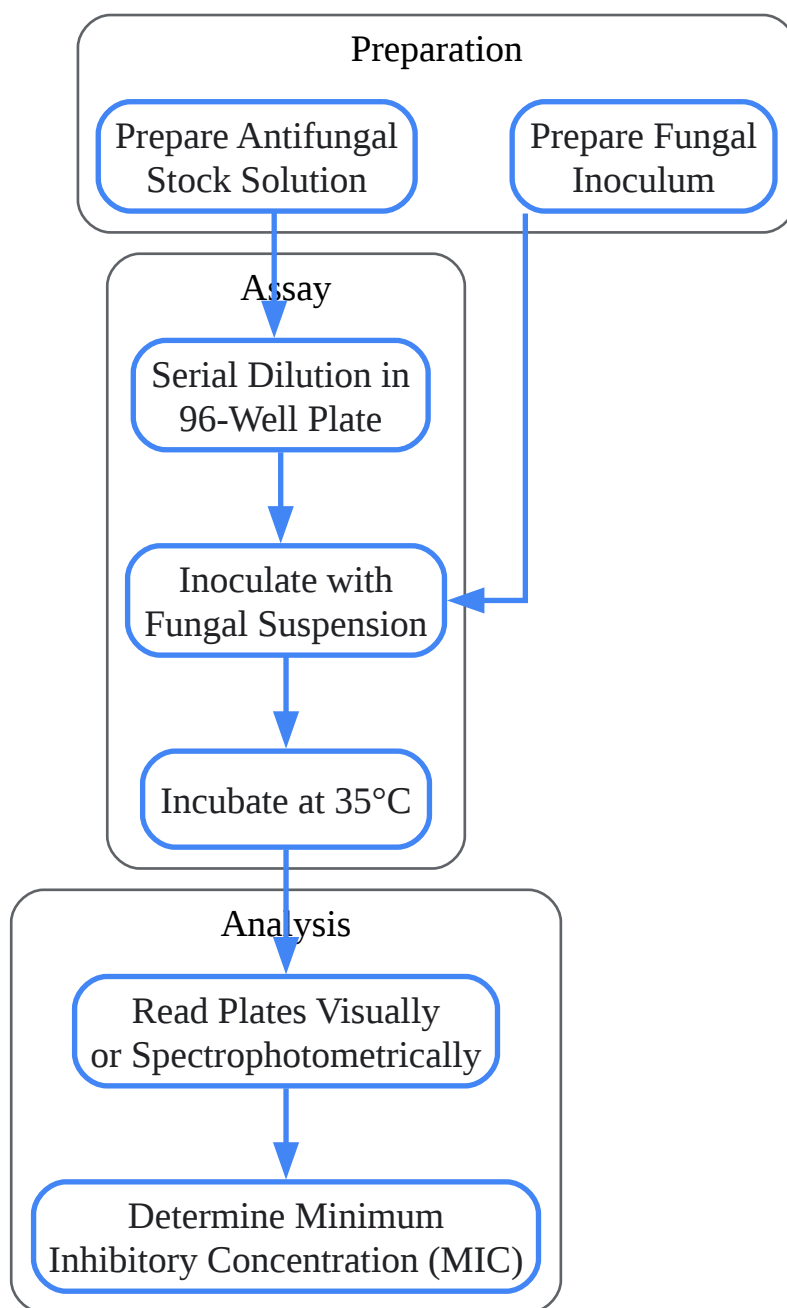 Preparation
Prepare Antifungal
Stock Solution
Prepare Fungal
Inoculum
Assay
Serial Dilution in
96-Well Plate
Inoculate with
Fungal Suspension
Incubate at 35°C
Analysis
Read Plates Visually
or Spectrophotometrically
Determine Minimum
Inhibitory Concentration (MIC)